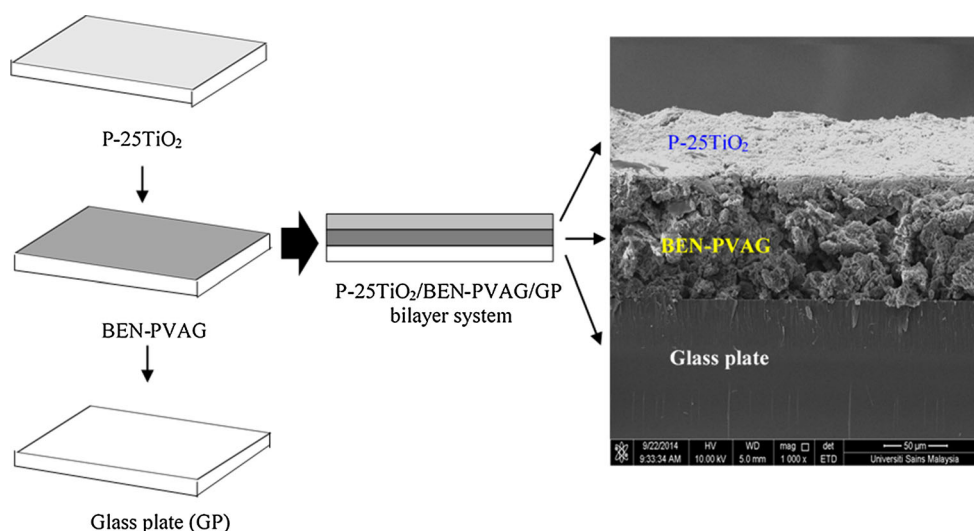 P-25TiO₂
BEN-PVAG
Glass plate (GP)
P-25TiO₂/BEN-PVAG/GP
bilayer system
P-25TiO₂
BEN-PVAG
Glass plate
9/22/2014 HV WD mag det 50 µm
9:33:34 AM 10.00 kV 5.0 mm 1 000 x ETD Universiti Sains Malaysia